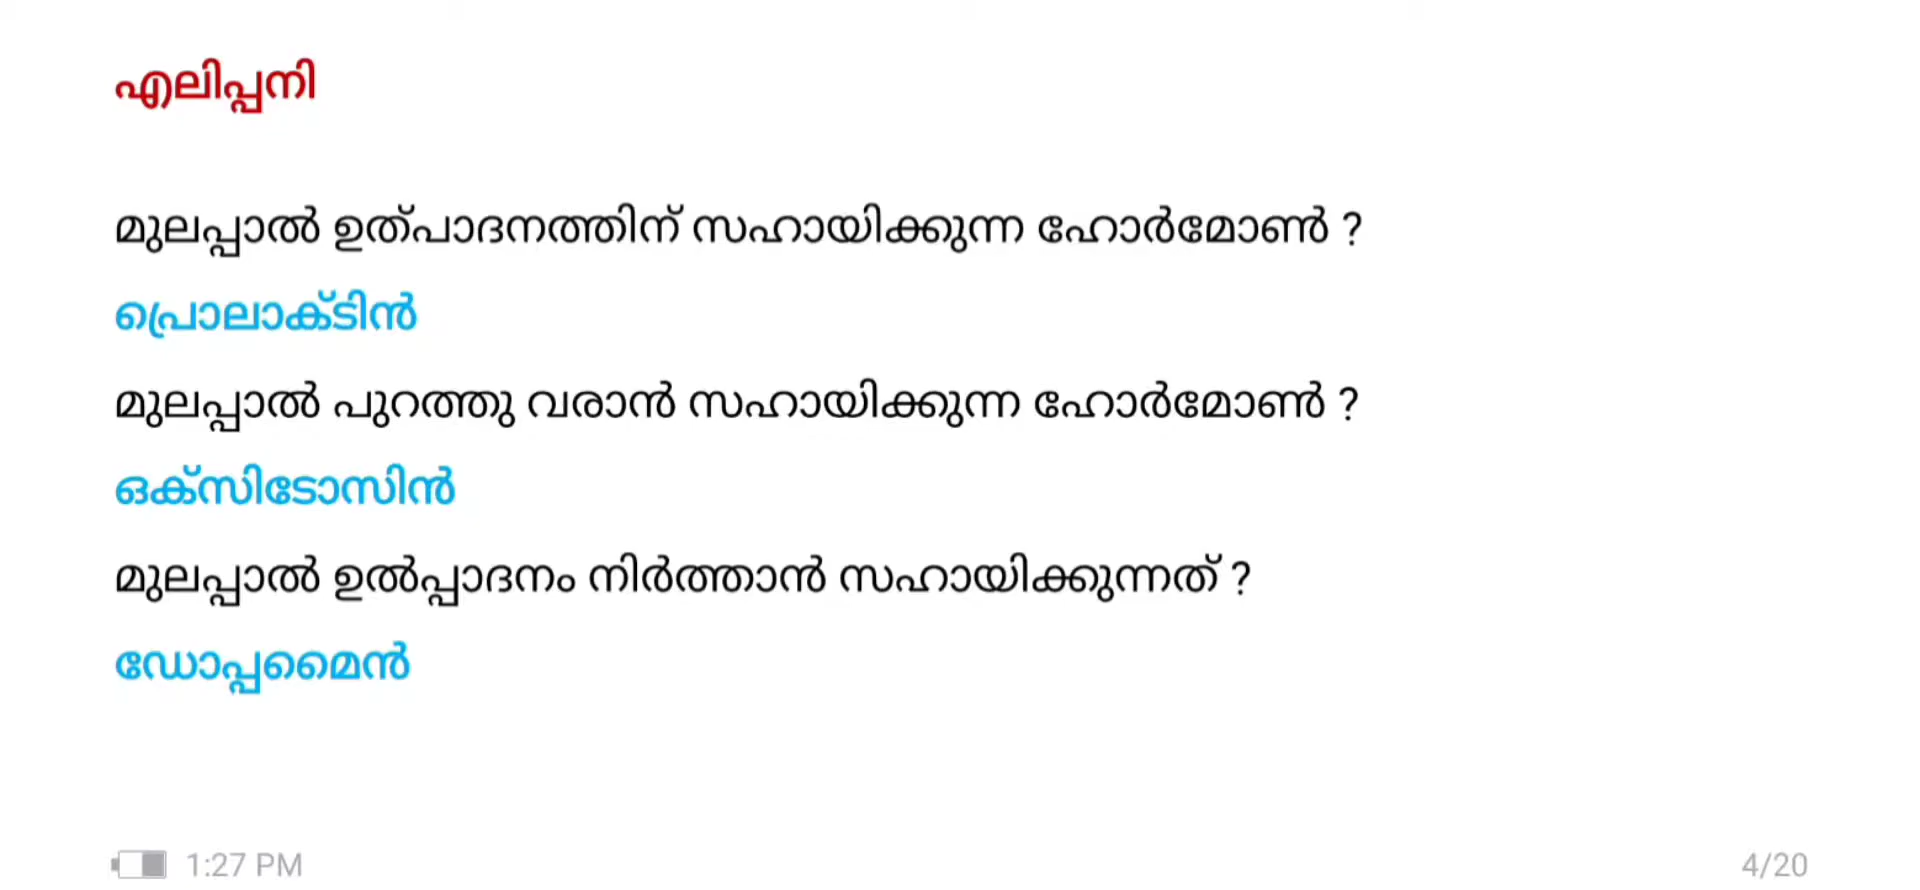 എലിപ്പനി
മുലപ്പാൽ ഉത്പാദനത്തിന് സഹായിക്കുന്ന ഹോർമോൺ ?
പ്രൊലാക്ടിൻ
മുലപ്പാൽ പുറത്തു വരാൻ സഹായിക്കുന്ന ഹോർമോൺ ?
ഒക്സിടോസിൻ
മുലപ്പാൽ ഉൽപ്പാദനം നിർത്താൻ സഹായിക്കുന്നത് ?
ഡോപ്പമൈൻ
1:27 PM 4/20